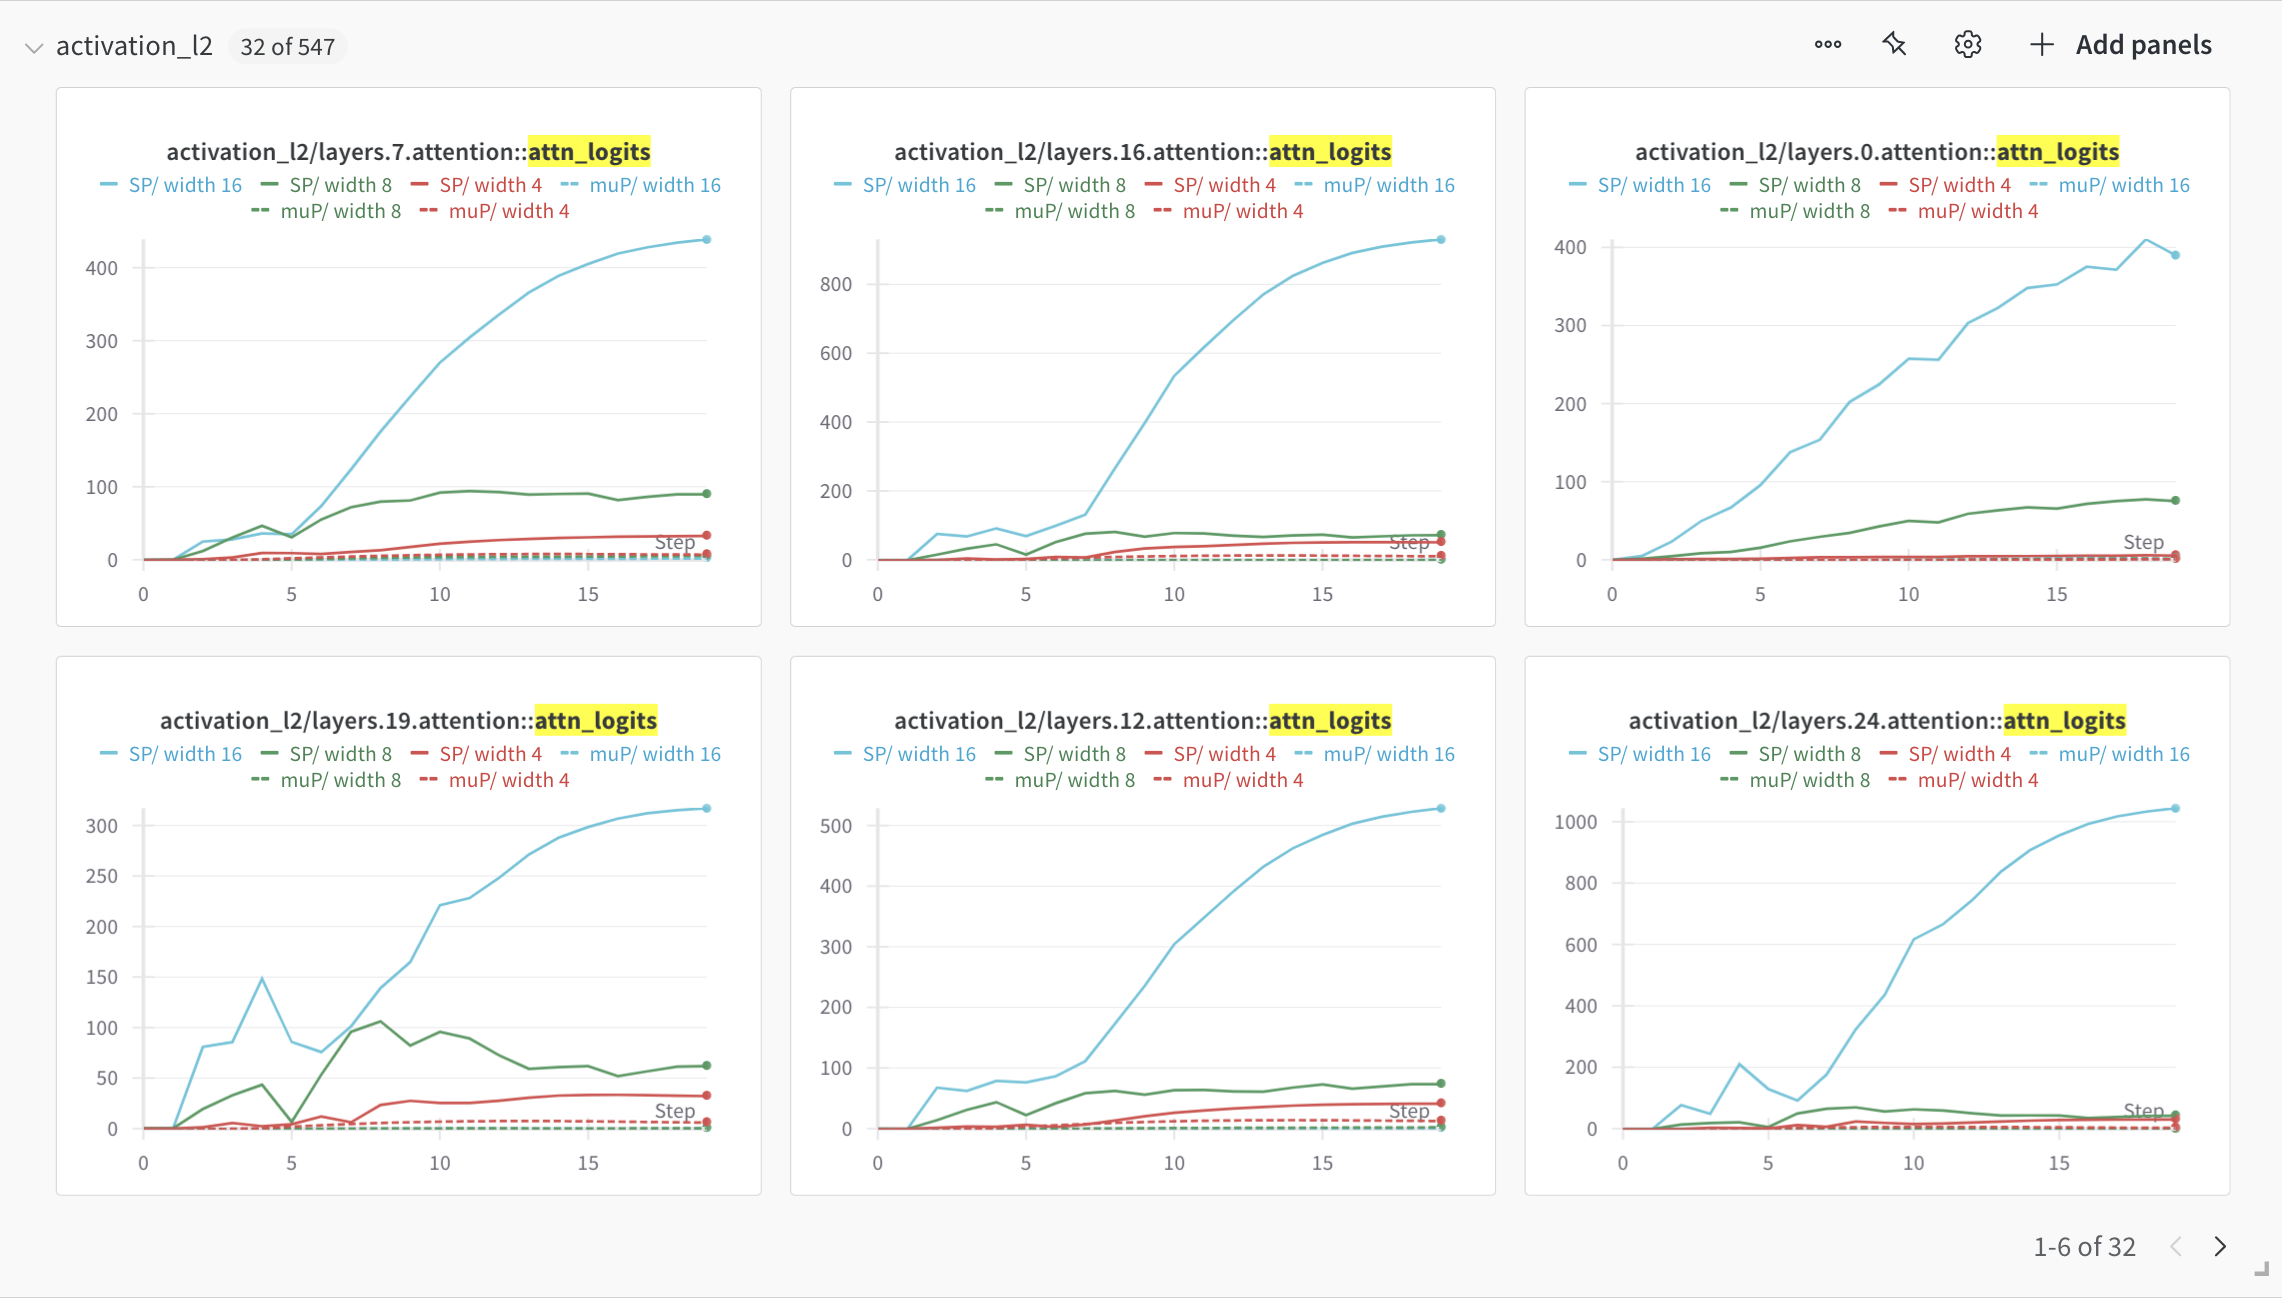 activation_l2 32 of 547 Add panels
activation_l2/layers.7.attention::attn_logits
SP/ width 16 SP/ width 8 SP/ width 4 muP/ width 16
muP/ width 8 muP/ width 4
400
300
200
100
0
Step
0 5 10 15
activation_l2/layers.16.attention::attn_logits
SP/ width 16 SP/ width 8 SP/ width 4 muP/ width 16
muP/ width 8 muP/ width 4
800
600
400
200
0
Step
0 5 10 15
activation_l2/layers.0.attention::attn_logits
SP/ width 16 SP/ width 8 SP/ width 4 muP/ width 16
muP/ width 8 muP/ width 4
400
300
200
100
0
Step
0 5 10 15
activation_l2/layers.19.attention::attn_logits
SP/ width 16 SP/ width 8 SP/ width 4 muP/ width 16
muP/ width 8 muP/ width 4
300
250
200
150
100
50
0
Step
0 5 10 15
activation_l2/layers.12.attention::attn_logits
SP/ width 16 SP/ width 8 SP/ width 4 muP/ width 16
muP/ width 8 muP/ width 4
500
400
300
200
100
0
Step
0 5 10 15
activation_l2/layers.24.attention::attn_logits
SP/ width 16 SP/ width 8 SP/ width 4 muP/ width 16
muP/ width 8 muP/ width 4
1000
800
600
400
200
0
Step
0 5 10 15
1-6 of 32